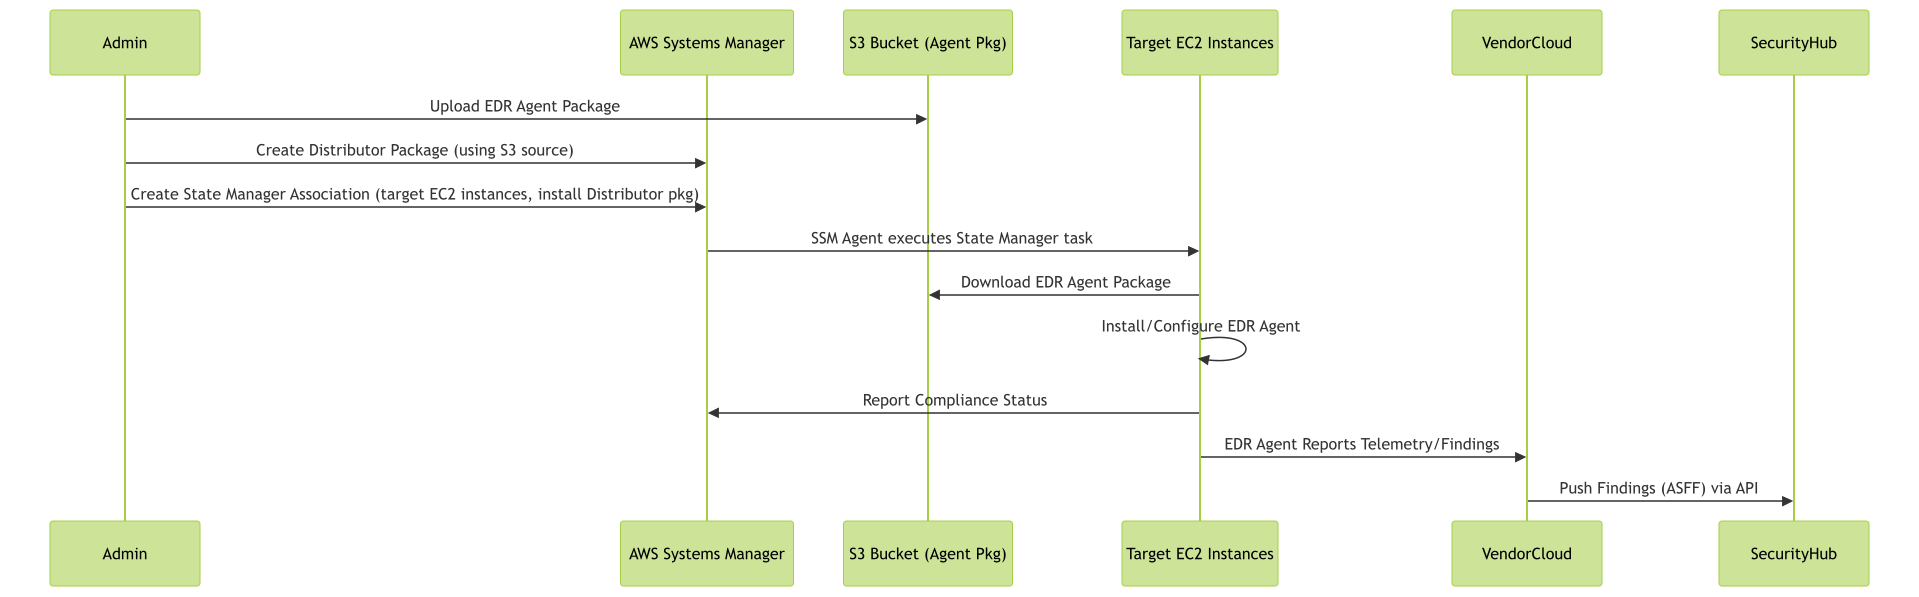 Admin
AWS Systems Manager
S3 Bucket (Agent Pkg)
Target EC2 Instances
VendorCloud
SecurityHub
Upload EDR Agent Package
Create Distributor Package (using S3 source)
Create State Manager Association (target EC2 instances, install Distributor pkg)
SSM Agent executes State Manager task
Download EDR Agent Package
Install/Configure EDR Agent
Report Compliance Status
EDR Agent Reports Telemetry/Findings
Push Findings (ASFF) via API
Admin
AWS Systems Manager
S3 Bucket (Agent Pkg)
Target EC2 Instances
VendorCloud
SecurityHub